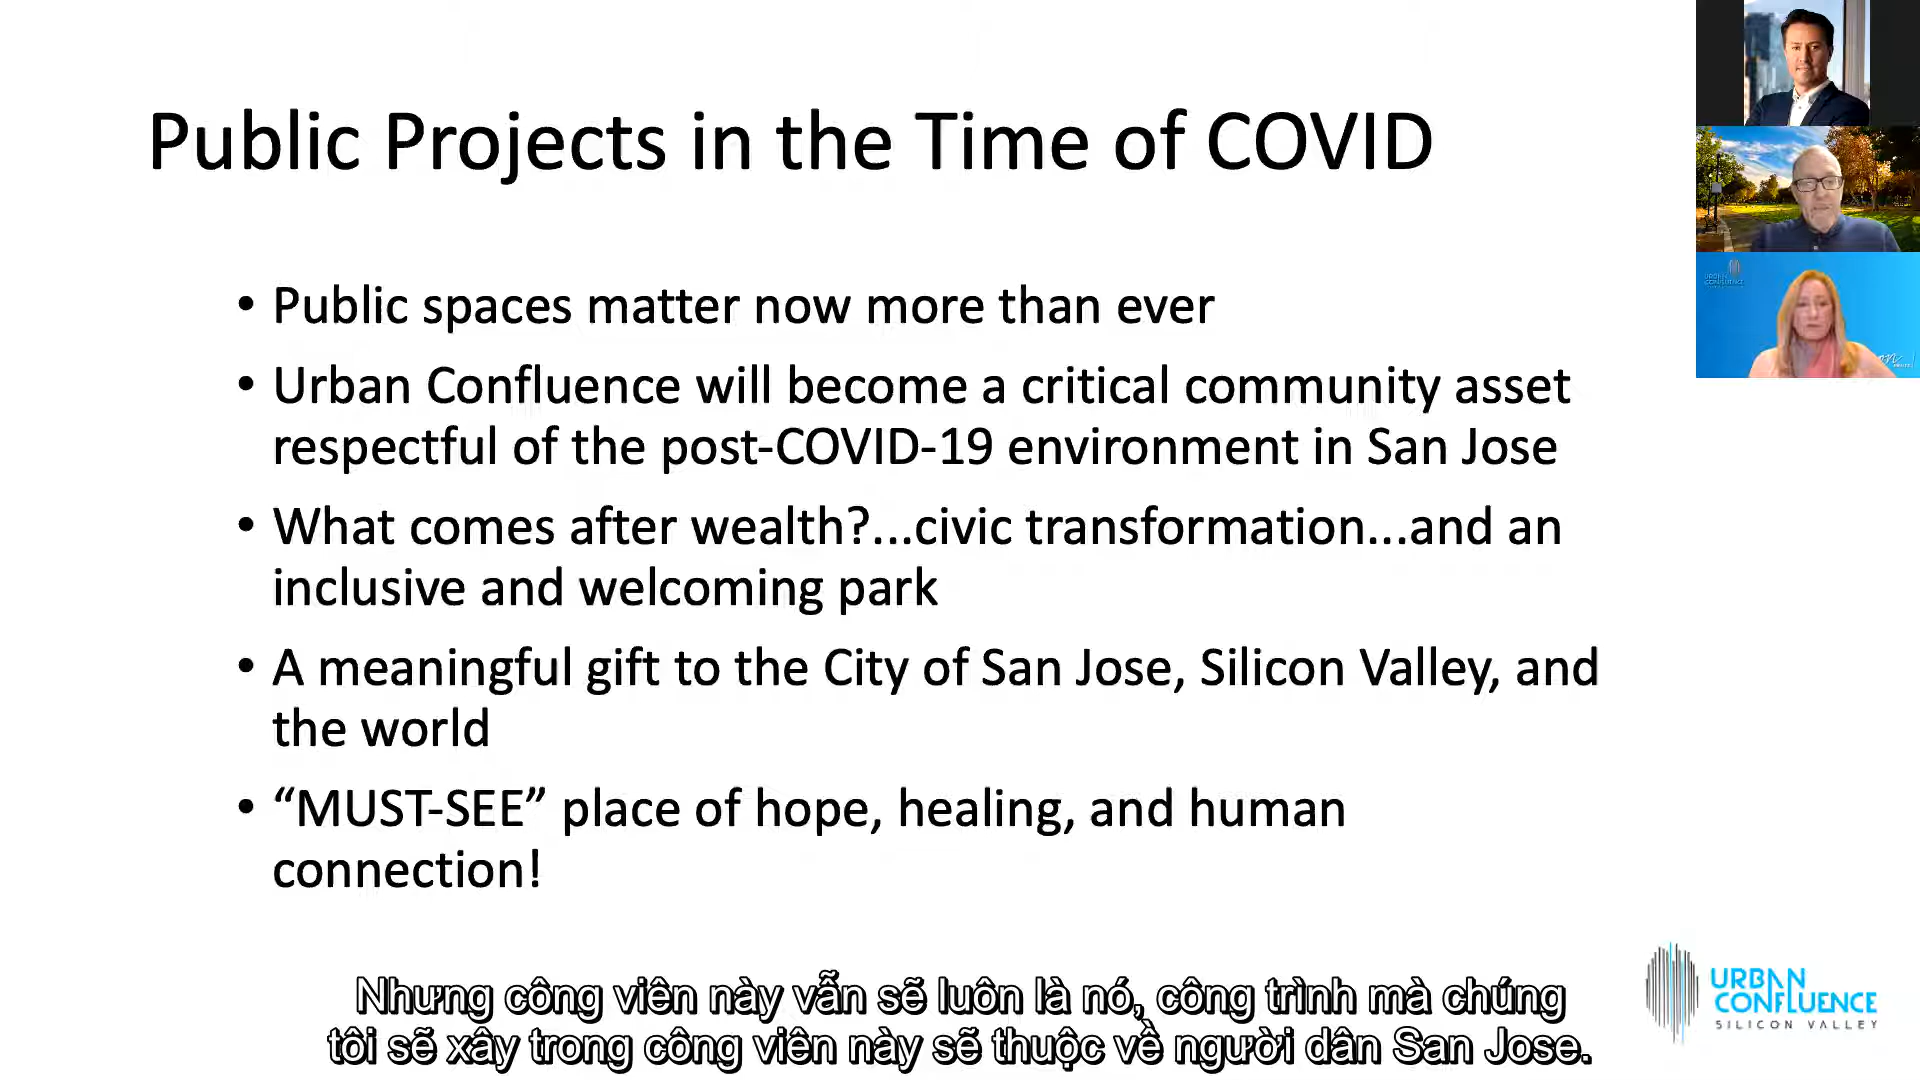 Public Projects in the Time of COVID
• Public spaces matter now more than ever
• Urban Confluence will become a critical community asset
respectful of the post-COVID-19 environment in San Jose
• What comes after wealth?...civic transformation...and an
inclusive and welcoming park
• A meaningful gift to the City of San Jose, Silicon Valley, and
the world
• “MUST-SEE” place of hope, healing, and human
connection!
Nhưng công viên này vẫn sẽ luôn là nó, công trình mà chúng
tôi sẽ xây trong công viên này sẽ thuộc về người dân San Jose.
URBAN
CONFLUENCE
SILICON VALLEY